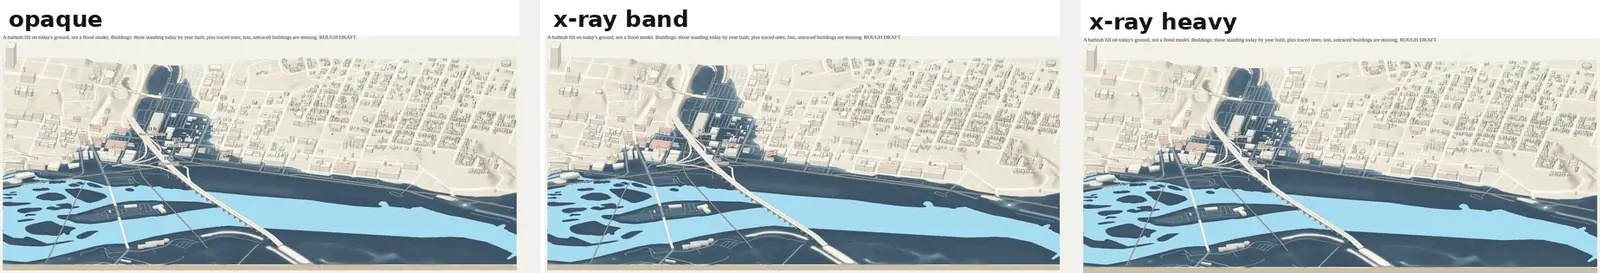 opaque
A bathtub fill on today's ground, not a flood model. Buildings: those standing today by year built, plus traced ones; lost, untraced buildings are missing. ROUGH DRAFT.
x-ray band
A bathtub fill on today's ground, not a flood model. Buildings: those standing today by year built, plus traced ones; lost, untraced buildings are missing. ROUGH DRAFT.
x-ray heavy
A bathtub fill on today's ground, not a flood model. Buildings: those standing today by year built, plus traced ones; lost, untraced buildings are missing. ROUGH DRAFT.